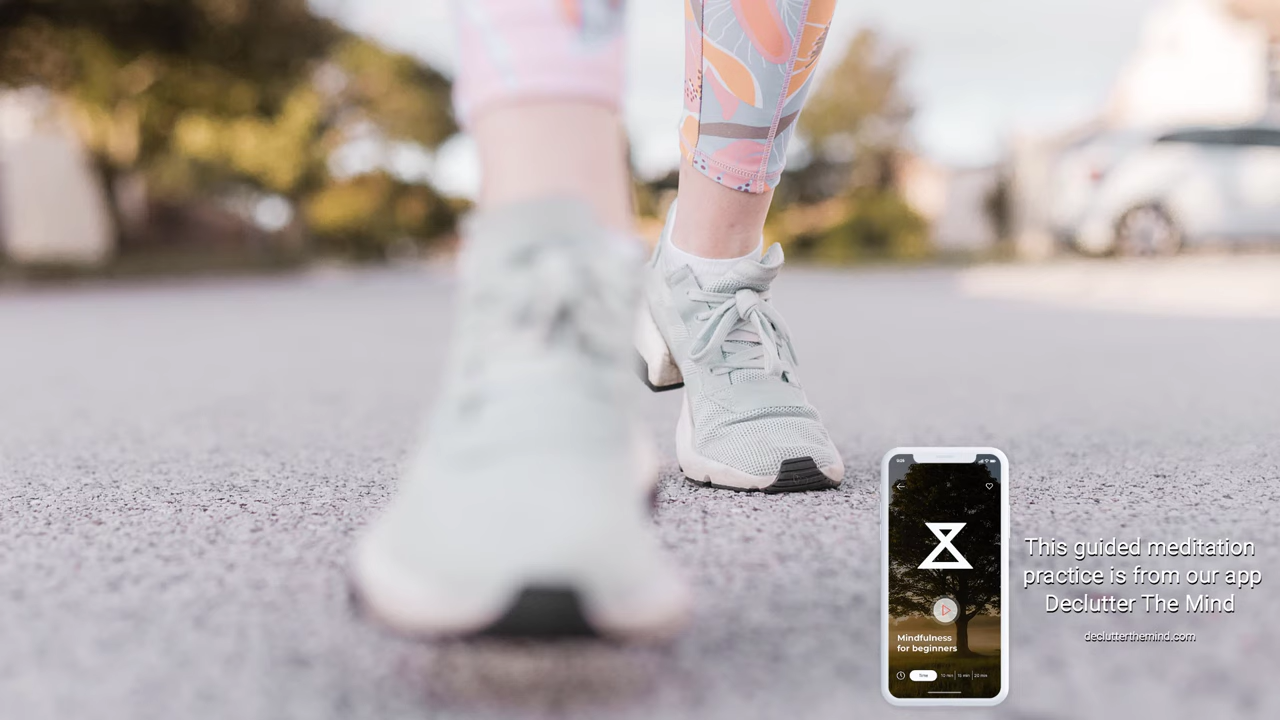 This guided meditation
practice is from our app
Declutter The Mind
declutterthemind.com
Mindfulness
for beginners